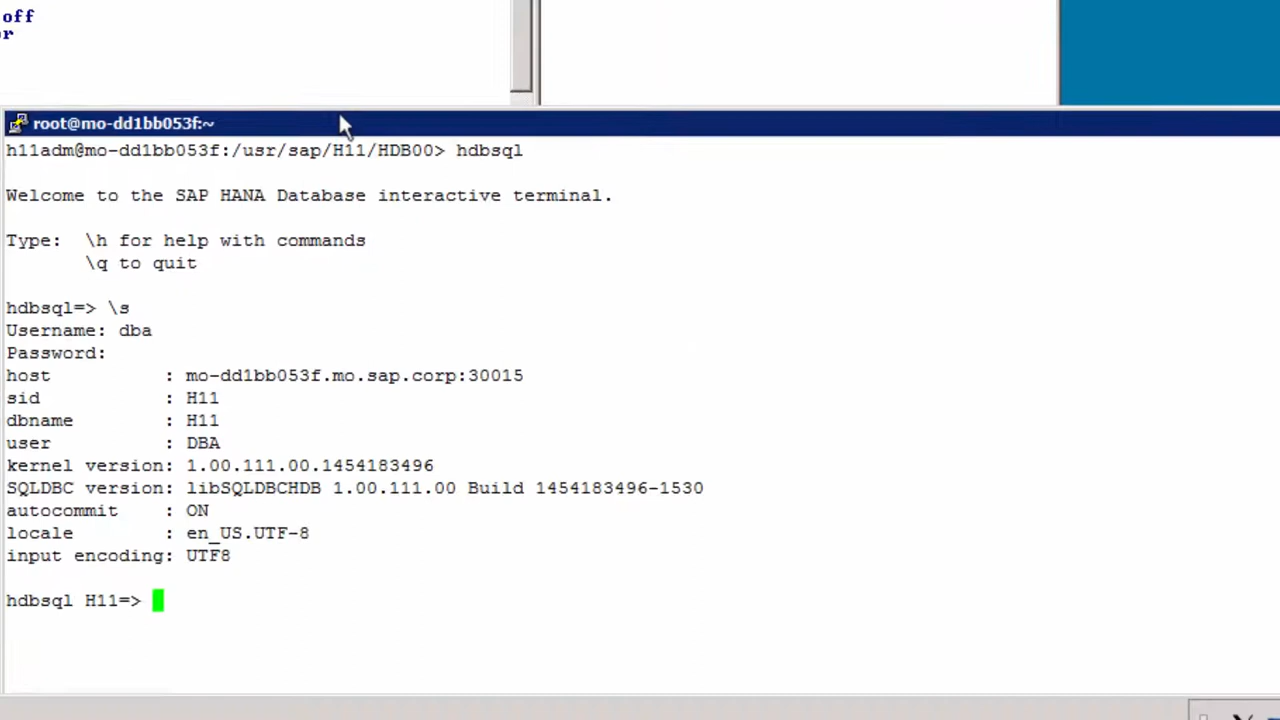 off
or
root@mo-dd1bb053f:~
h11adm@mo-dd1bb053f:/usr/sap/H11/HDB00> hdbsql
Welcome to the SAP HANA Database interactive terminal.
Type:  \h for help with commands
       \q to quit
hdbsql=> \s
Username: dba
Password:
host          : mo-dd1bb053f.mo.sap.corp:30015
sid           : H11
dbname        : H11
user          : DBA
kernel version: 1.00.111.00.1454183496
SQLDBC version: libSQLDBCHDB 1.00.111.00 Build 1454183496-1530
autocommit    : ON
locale        : en_US.UTF-8
input encoding: UTF8
hdbsql H11=>